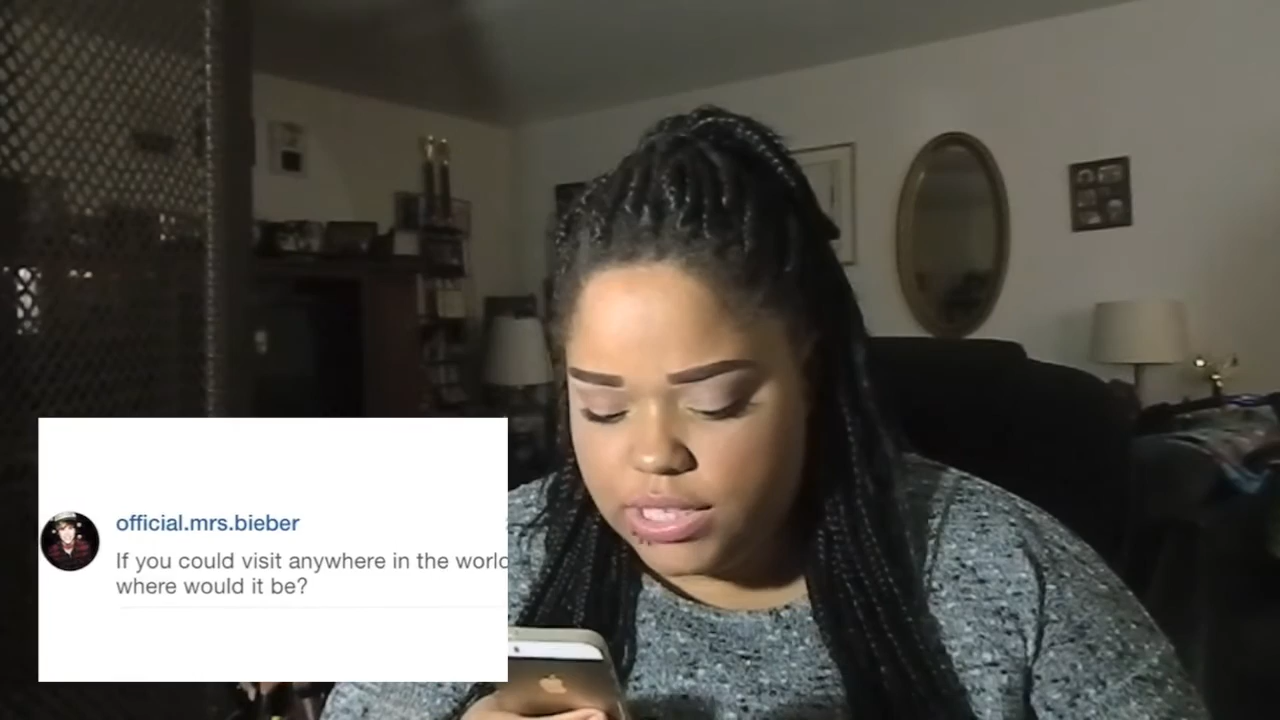 official.mrs.bieber
If you could visit anywhere in the world
where would it be?